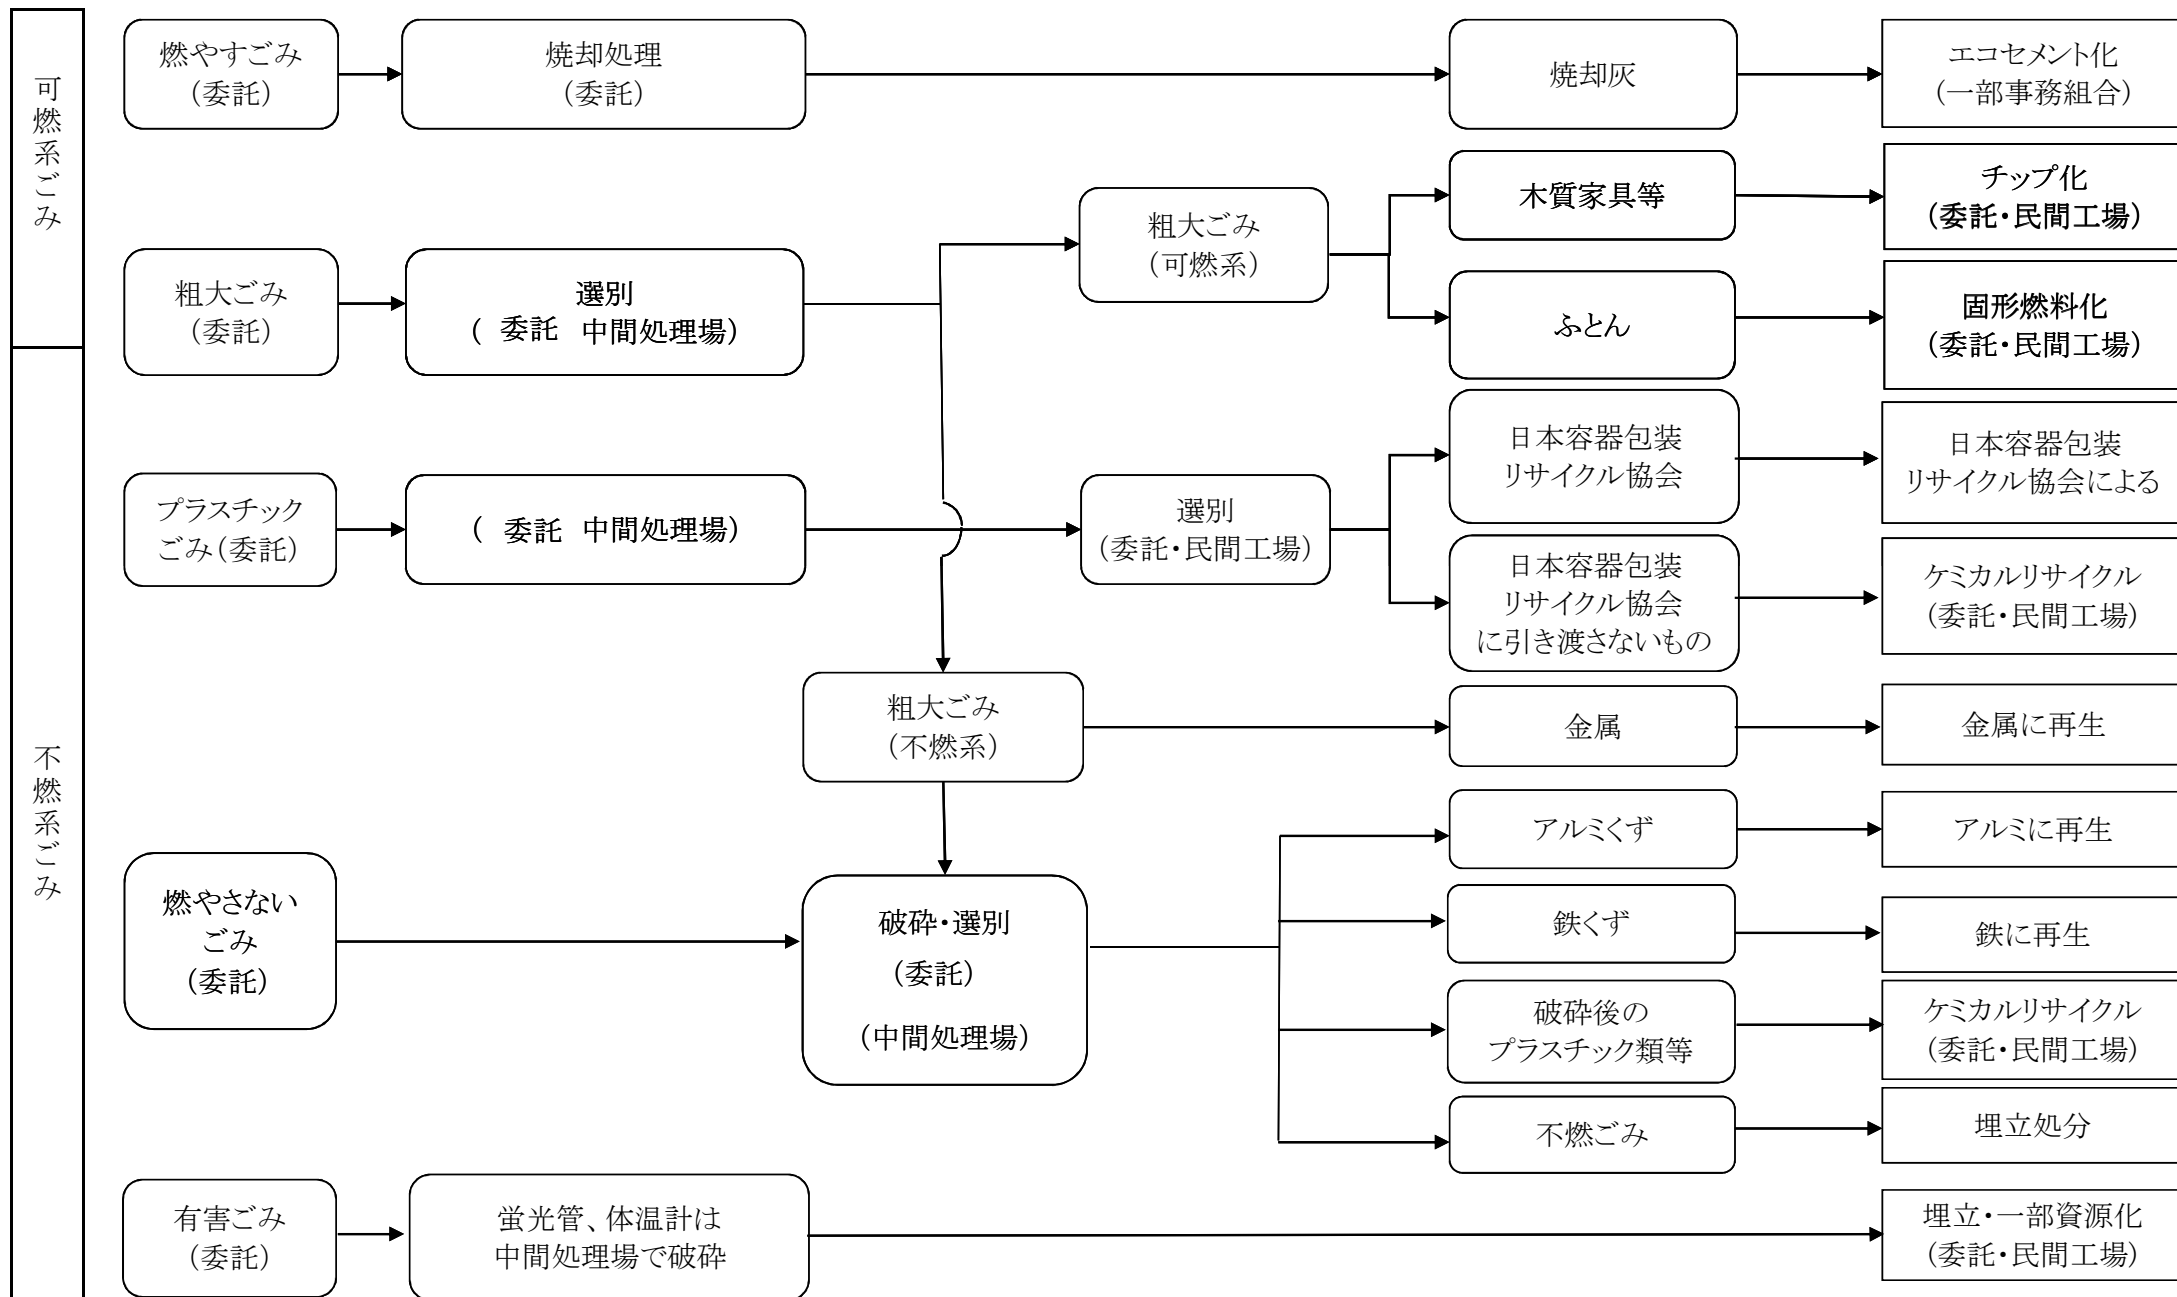 可燃系ごみ
燃やすごみ
（委託）
焼却処理
（委託）
焼却灰
エコセメント化
（一部事務組合）
粗大ごみ
（委託）
選別
（ 委託 中間処理場）
粗大ごみ
（可燃系）
木質家具等
チップ化
（委託・民間工場）
ふとん
固形燃料化
（委託・民間工場）
不燃系ごみ
プラスチック
ごみ（委託）
（ 委託 中間処理場）
選別
（委託・民間工場）
日本容器包装
リサイクル協会
日本容器包装
リサイクル協会による
日本容器包装
リサイクル協会
に引き渡さないもの
ケミカルリサイクル
（委託・民間工場）
粗大ごみ
（不燃系）
金属
金属に再生
燃やさない
ごみ
（委託）
破砕・選別
（委託）
（中間処理場）
アルミくず
アルミに再生
鉄くず
鉄に再生
破砕後の
プラスチック類等
ケミカルリサイクル
（委託・民間工場）
不燃ごみ
埋立処分
有害ごみ
（委託）
蛍光管、体温計は
中間処理場で破砕
埋立・一部資源化
（委託・民間工場）